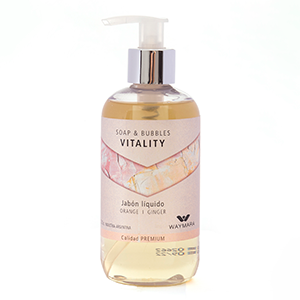 SOAP & BUBBLES
VITALITY
Jabón líquido
ORANGE | GINGER
WAYMARA
Calidad PREMIUM